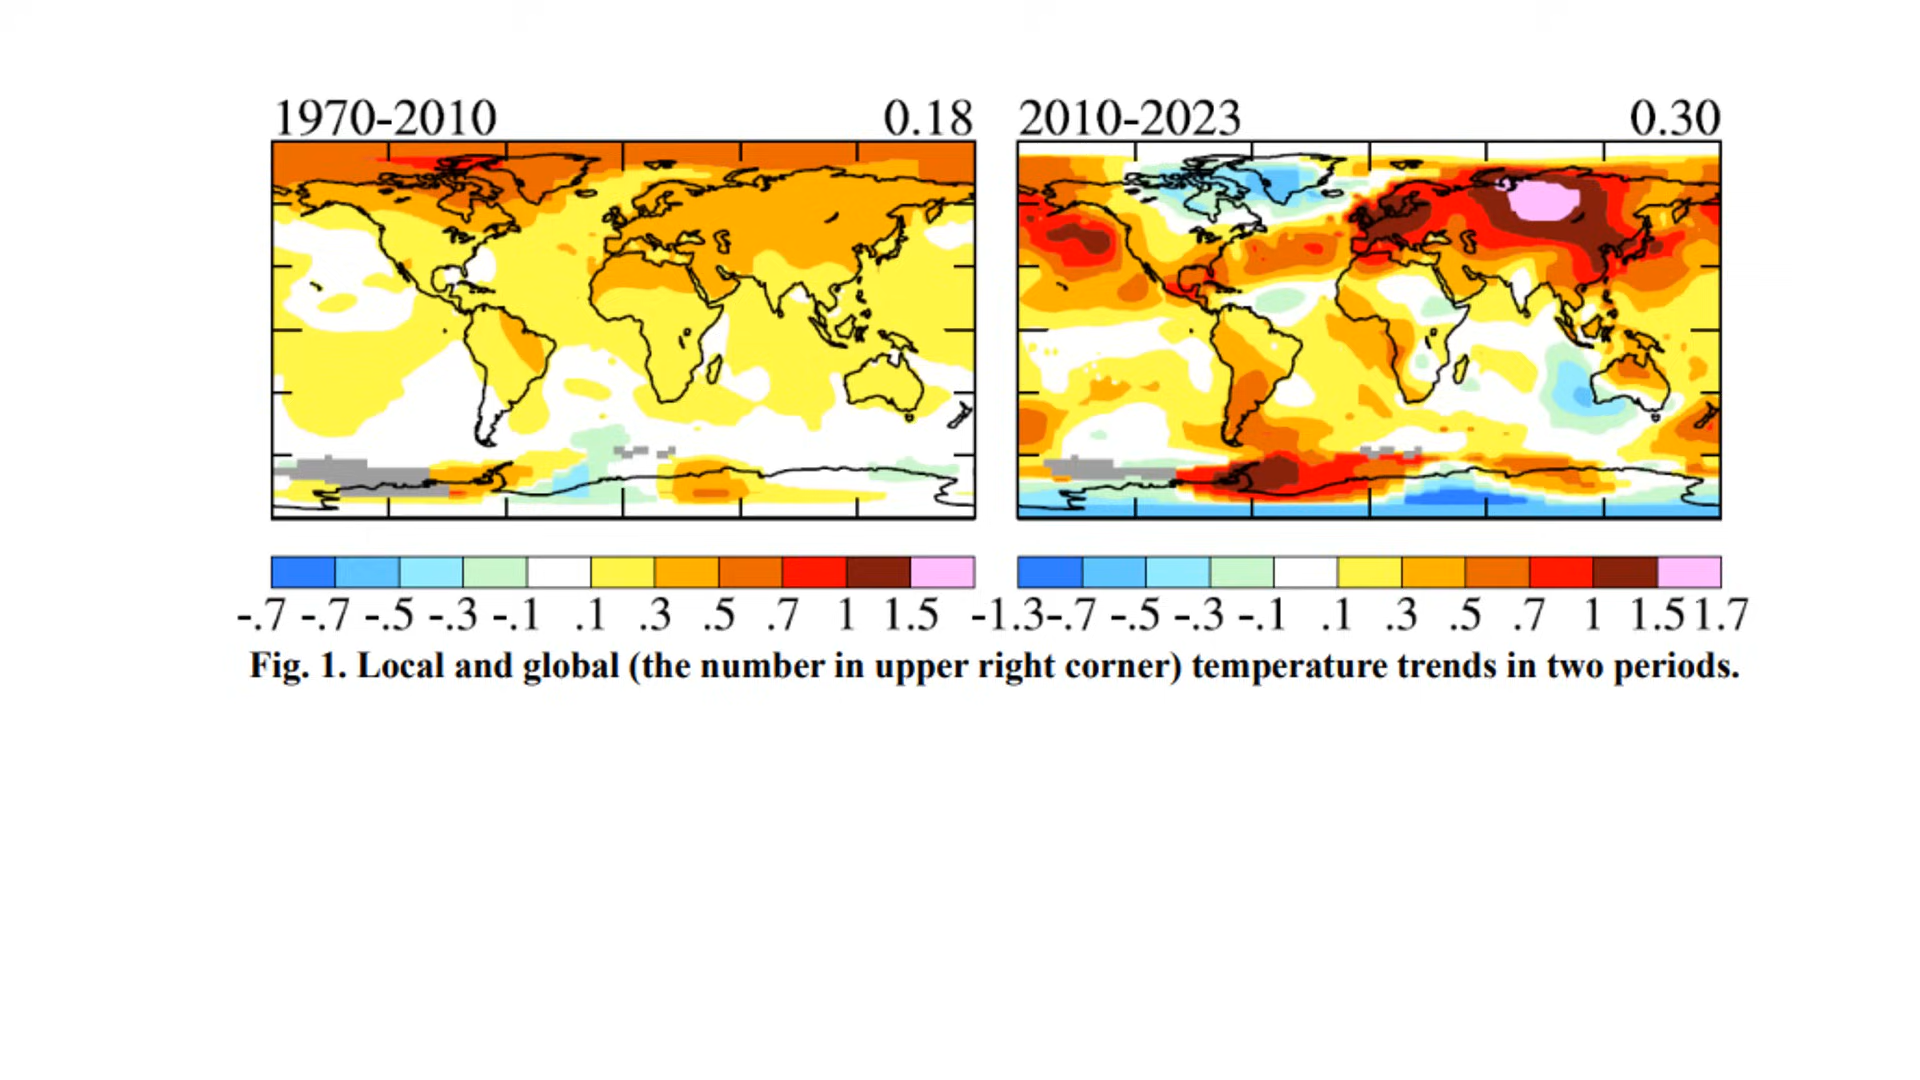 1970-2010 0.18 2010-2023 0.30
-.7 -.7 -.5 -.3 -.1 .1 .3 .5 .7 1 1.5 -1.3 -.7 -.5 -.3 -.1 .1 .3 .5 .7 1 1.5 1.7
Fig. 1. Local and global (the number in upper right corner) temperature trends in two periods.